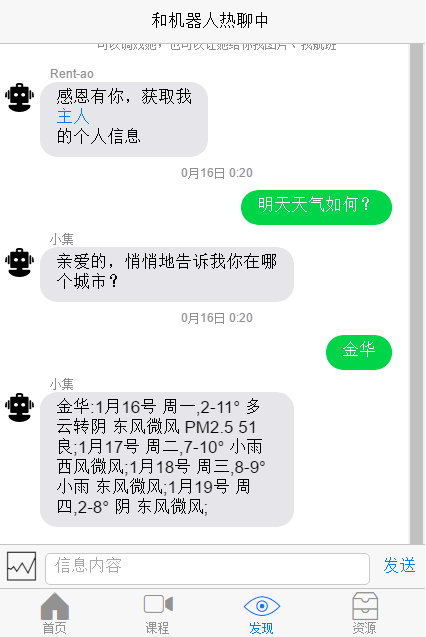 和机器人热聊中
可以调戏她，也可以让她给你找图片、找航班
Rent-ao
感恩有你，获取我
主人
的个人信息
0月16日 0:20
明天天气如何？
小集
亲爱的，悄悄地告诉我你在哪
个城市？
0月16日 0:20
金华
小集
金华:1月16号 周一,2-11° 多
云转阴 东风微风 PM2.5 51
良;1月17号 周二,7-10° 小雨
西风微风;1月18号 周三,8-9°
小雨 东风微风;1月19号 周
四,2-8° 阴 东风微风;
信息内容
发送
首页
课程
发现
资源